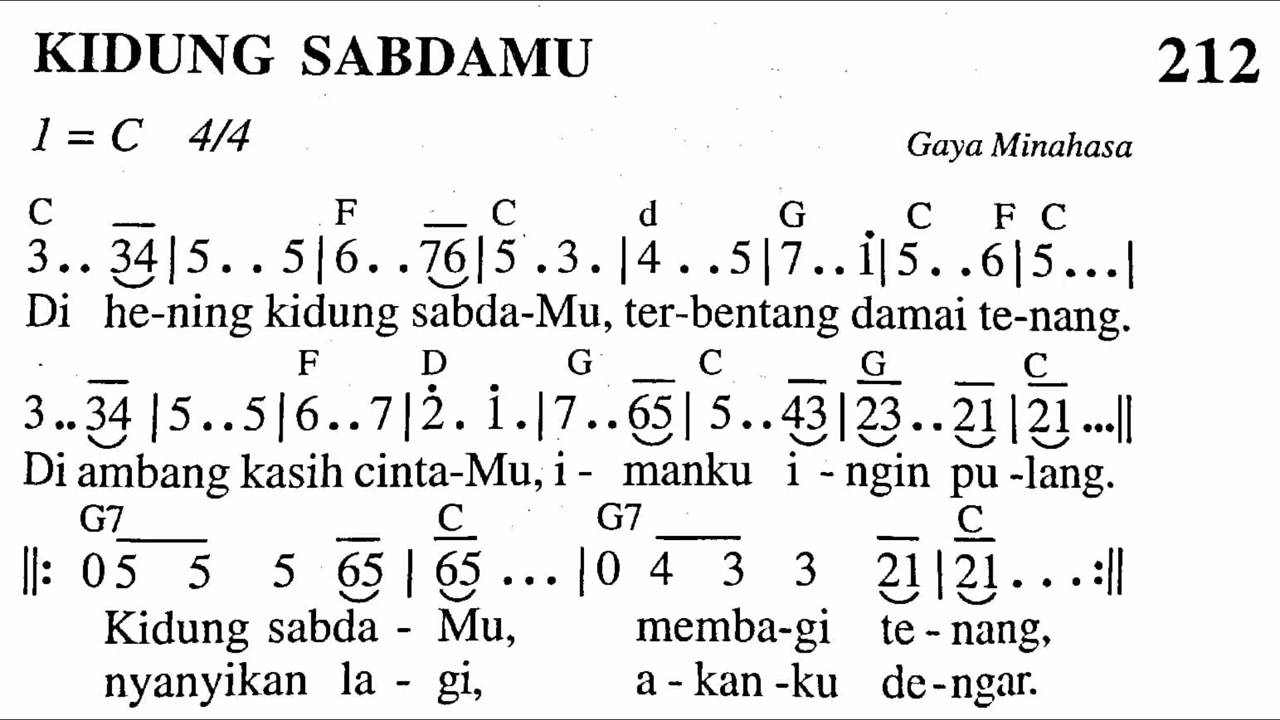 KIDUNG SABDAMU 212
1 = C 4/4 Gaya Minahasa
C F C d G C F C
3 . . 34 | 5 . . 5 | 6 . . 76 | 5 . 3 . | 4 . . 5 | 7 . . i̇ | 5 . . 6 | 5 . . . |
Di he-ning kidung sabda-Mu, ter-bentang damai te-nang.
F D G C G C
3 . . 34 | 5 . . 5 | 6 . . 7 | 2̇ . 1̇ . | 7 . . 65 | 5 . . 43 | 23 . . 21 | 21 ... ||
Di ambang kasih cinta-Mu, i - manku i - ngin pu -lang.
G7 C G7 C
||: 0 5 5 5 65 | 65 . . . | 0 4 3 3 21 | 21 . . . :||
Kidung sabda - Mu, memba-gi te - nang,
nyanyikan la - gi, a - kan -ku de-ngar.